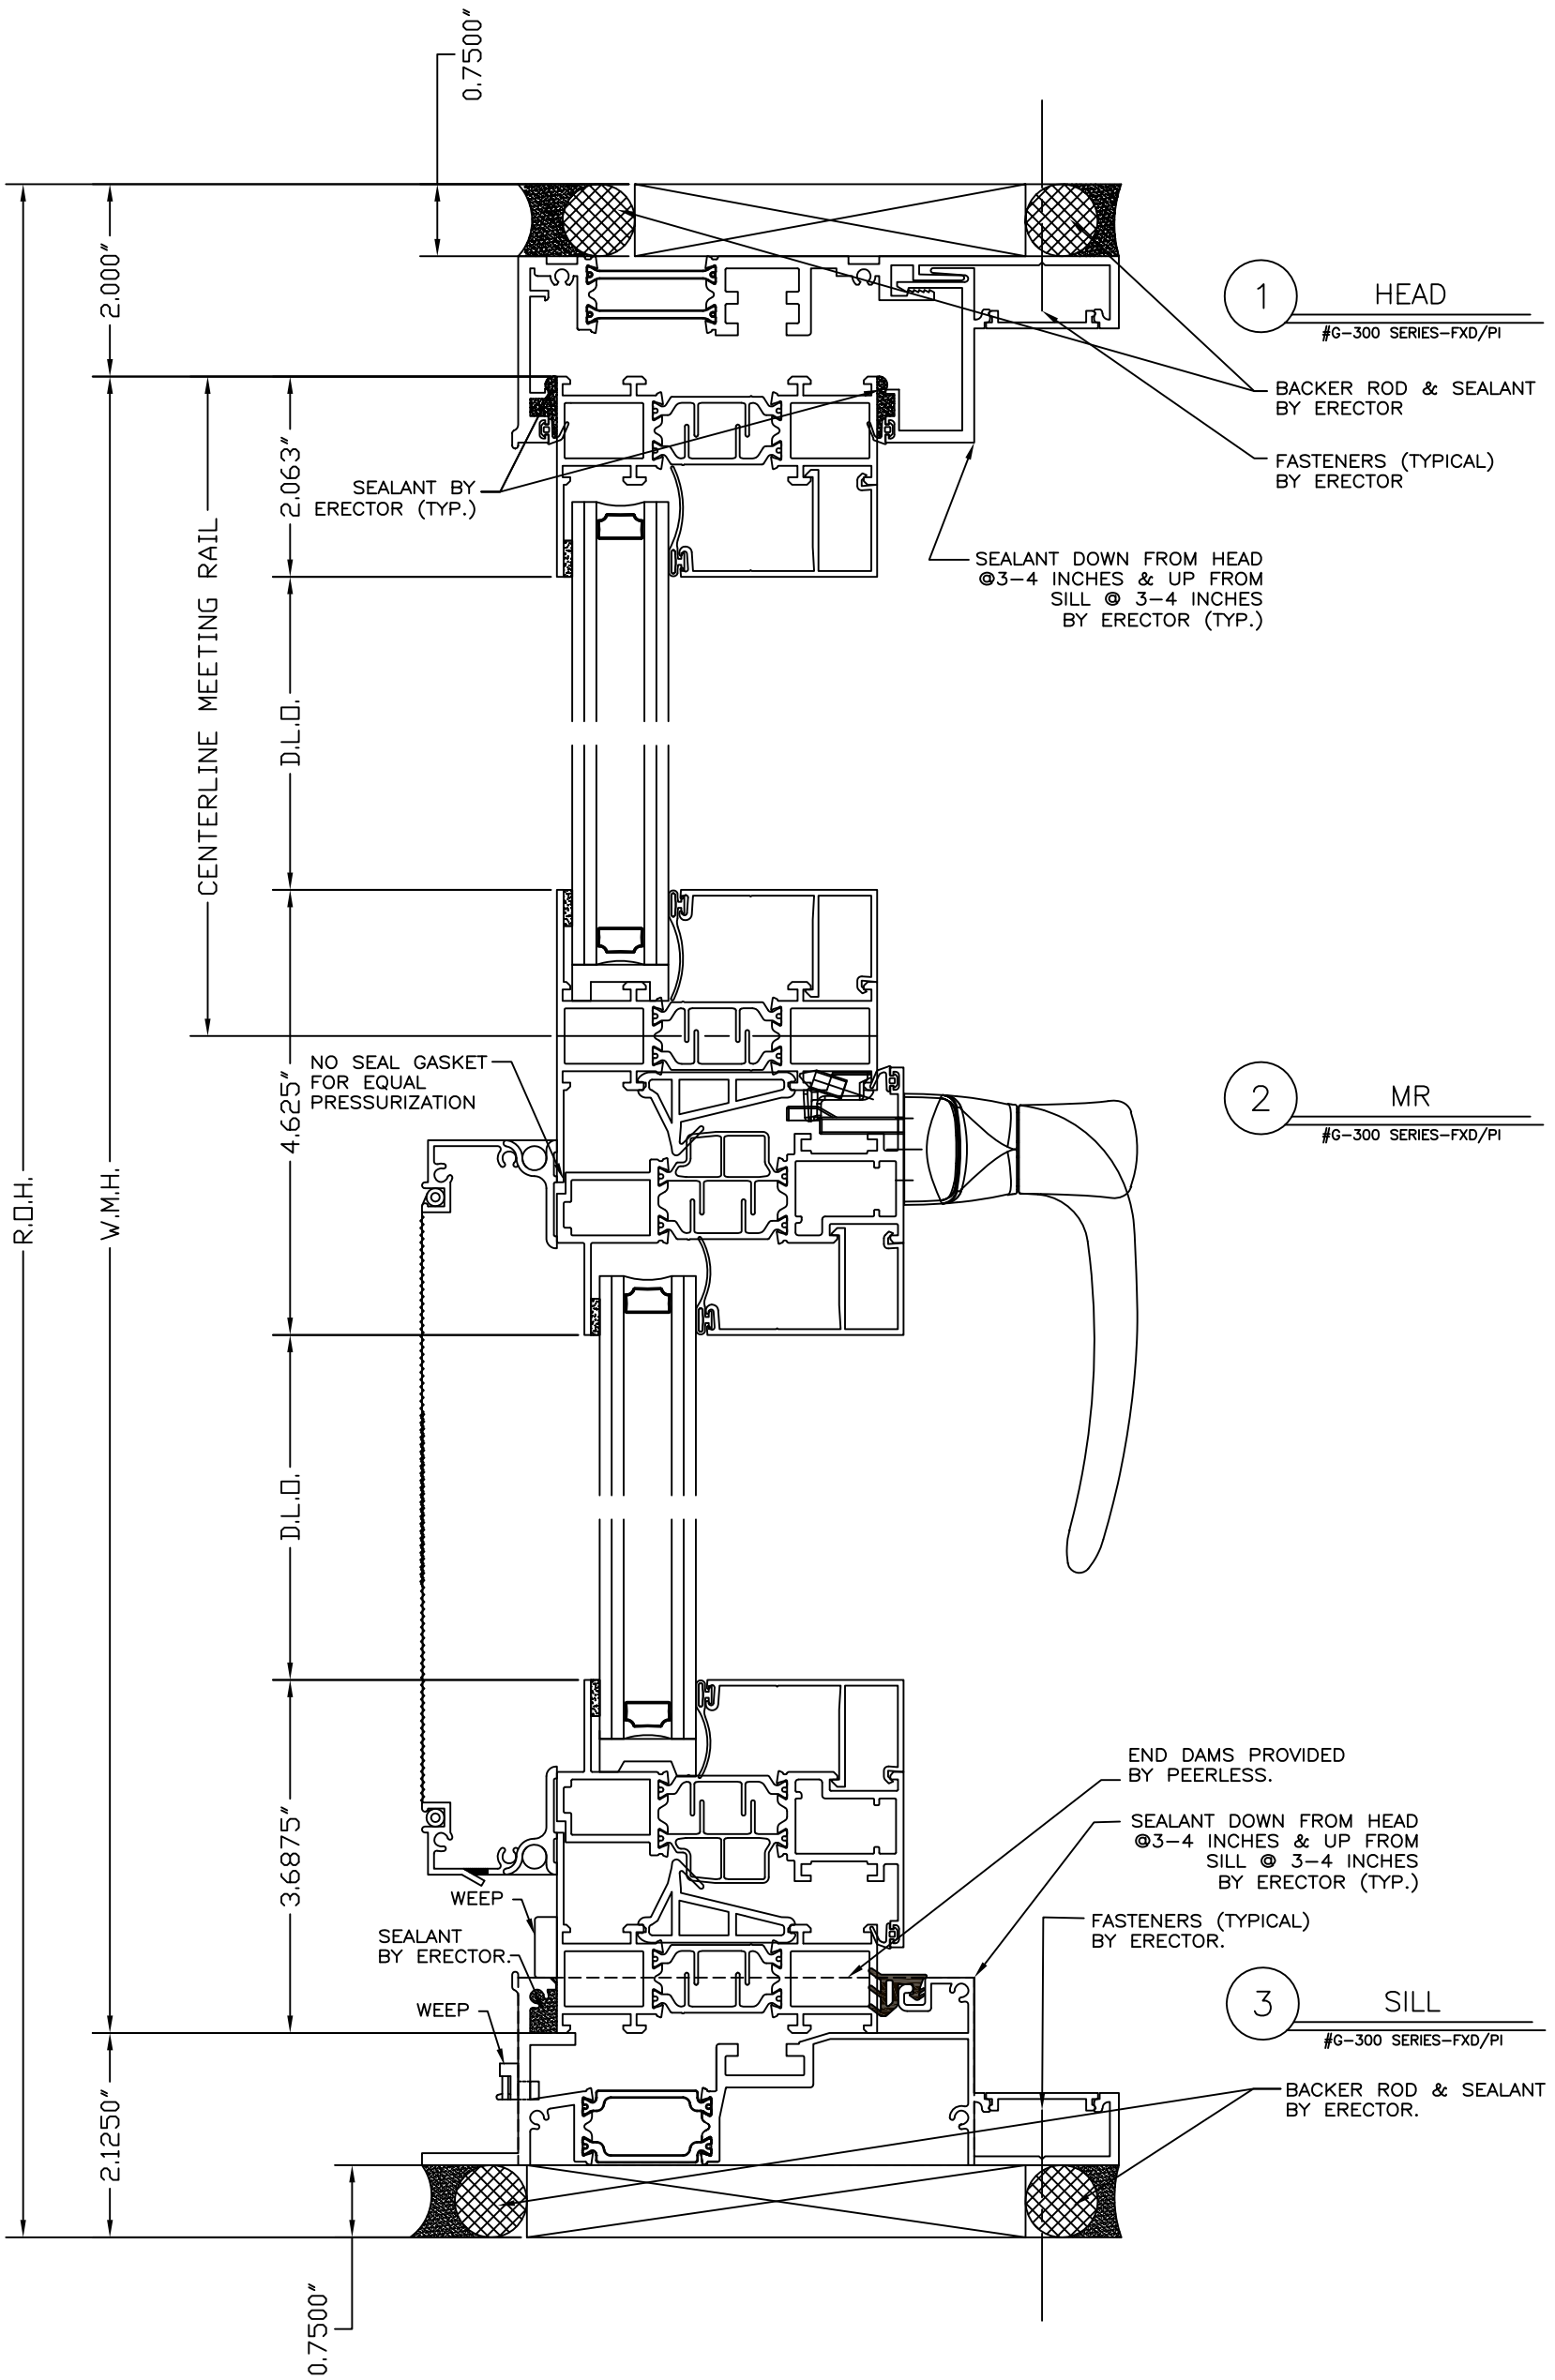 0.7500"
2.000"
1
HEAD
#G-300 SERIES-FXD/PI
BACKER ROD & SEALANT
BY ERECTOR
FASTENERS (TYPICAL)
BY ERECTOR
2.063"
SEALANT BY
ERECTOR (TYP.)
CENTERLINE MEETING RAIL
SEALANT DOWN FROM HEAD
@3-4 INCHES & UP FROM
SILL @ 3-4 INCHES
BY ERECTOR (TYP.)
D.L.O.
NO SEAL GASKET
FOR EQUAL
PRESSURIZATION
4.625"
2
MR
#G-300 SERIES-FXD/PI
R.O.H.
W.M.H.
D.L.O.
END DAMS PROVIDED
BY PEERLESS.
SEALANT DOWN FROM HEAD
@3-4 INCHES & UP FROM
SILL @ 3-4 INCHES
BY ERECTOR (TYP.)
3.6875"
WEEP
SEALANT
BY ERECTOR.
FASTENERS (TYPICAL)
BY ERECTOR.
WEEP
3
SILL
#G-300 SERIES-FXD/PI
BACKER ROD & SEALANT
BY ERECTOR.
2.1250"
0.7500"